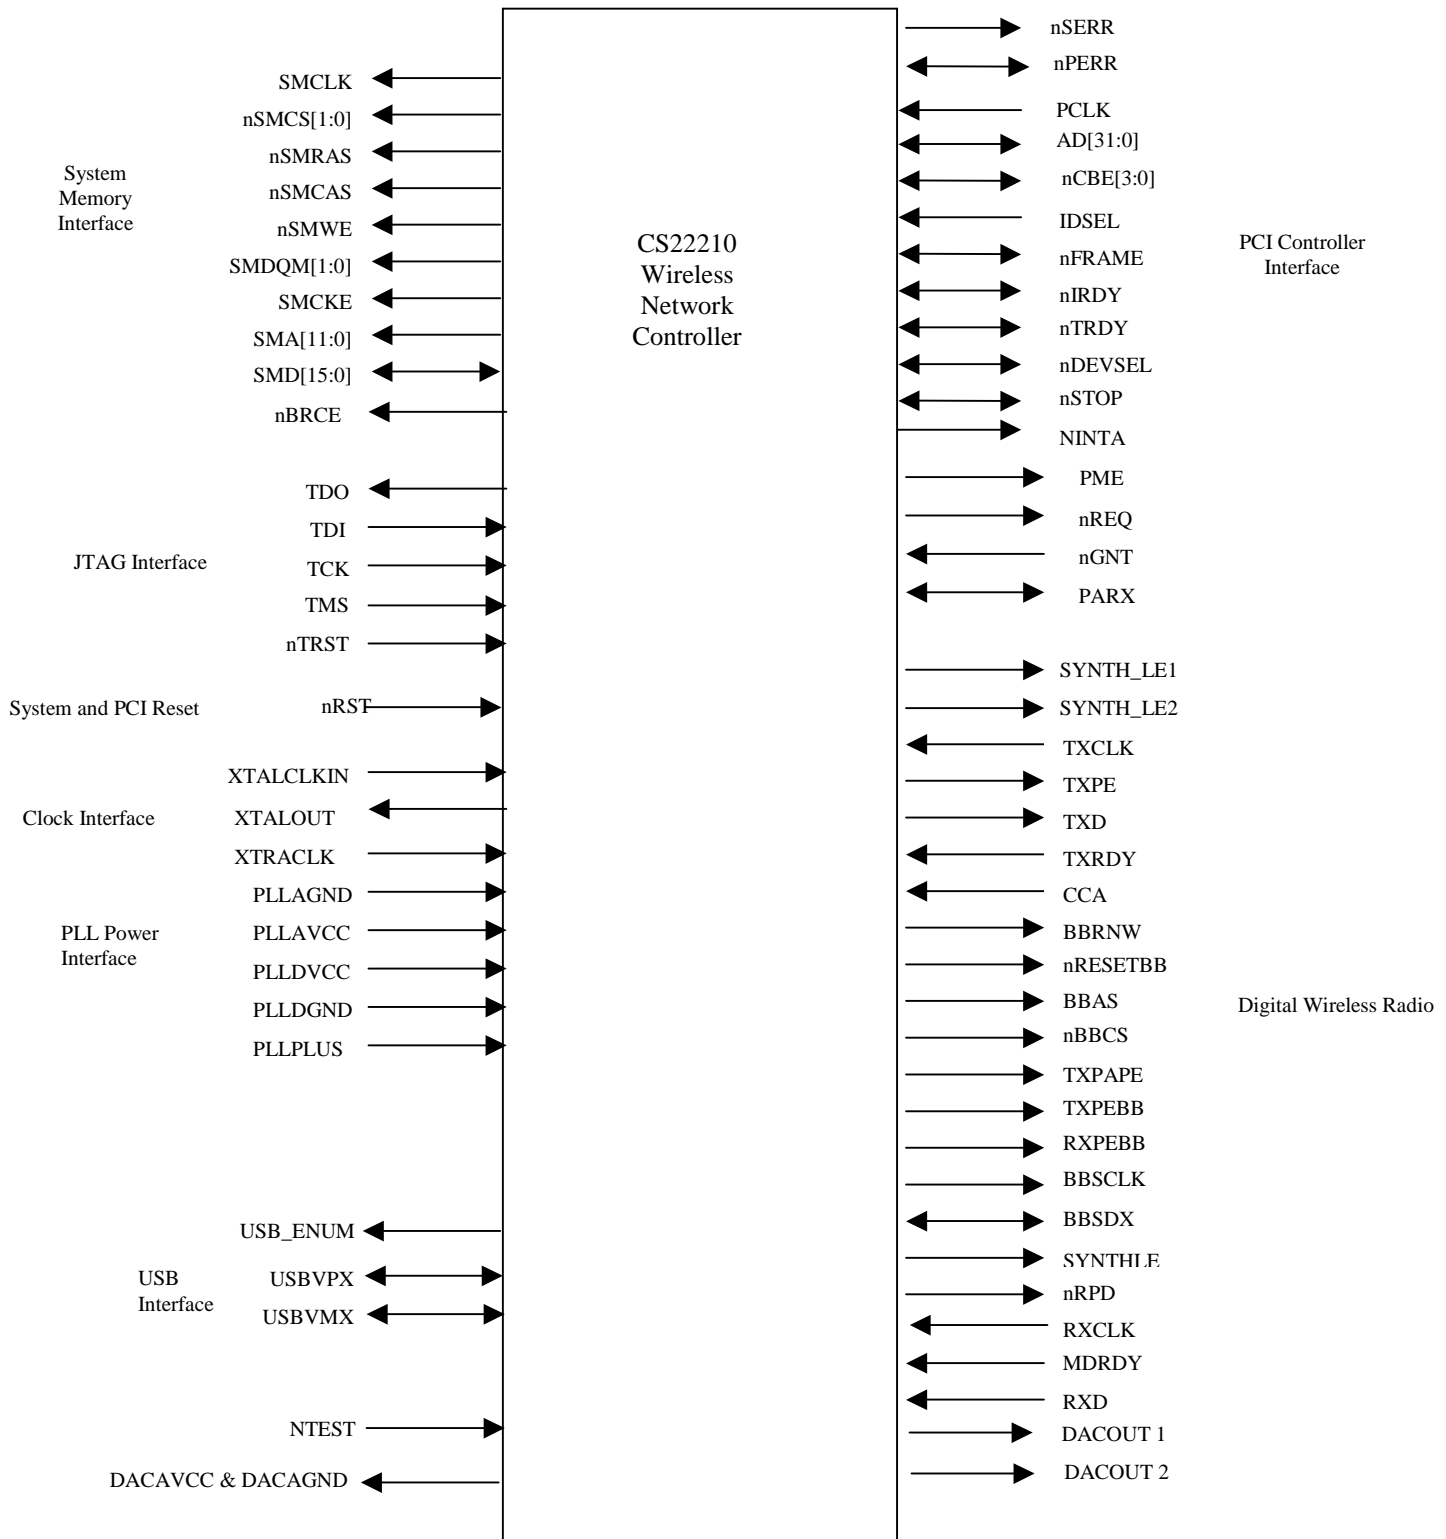 SMCLK
nSMCS[1:0]
nSMRAS
nSMCAS
nSMWE
SMDQM[1:0]
SMCKE
SMA[11:0]
SMD[15:0]
nBRCE
System
Memory
Interface
TDO
TDI
TCK
TMS
nTRST
JTAG Interface
System and PCI Reset
nRST
XTALCLKIN
XTALOUT
XTRACLK
Clock Interface
PLLAGND
PLLAVCC
PLLDVCC
PLLDGND
PLLPLUS
PLL Power
Interface
USB_ENUM
USBVPX
USBVMX
USB
Interface
NTEST
DACAVCC & DACAGND
CS22210
Wireless
Network
Controller
nSERR
nPERR
PCLK
AD[31:0]
nCBE[3:0]
IDSEL
nFRAME
nIRDY
nTRDY
nDEVSEL
nSTOP
NINTA
PME
nREQ
nGNT
PARX
PCI Controller
Interface
SYNTH_LE1
SYNTH_LE2
TXCLK
TXPE
TXD
TXRDY
CCA
BBRNW
nRESETBB
BBAS
nBBCS
TXPAPE
TXPEBB
RXPEBB
BBSCLK
BBSDX
SYNTHLE
nRPD
RXCLK
MDRDY
RXD
DACOUT 1
DACOUT 2
Digital Wireless Radio